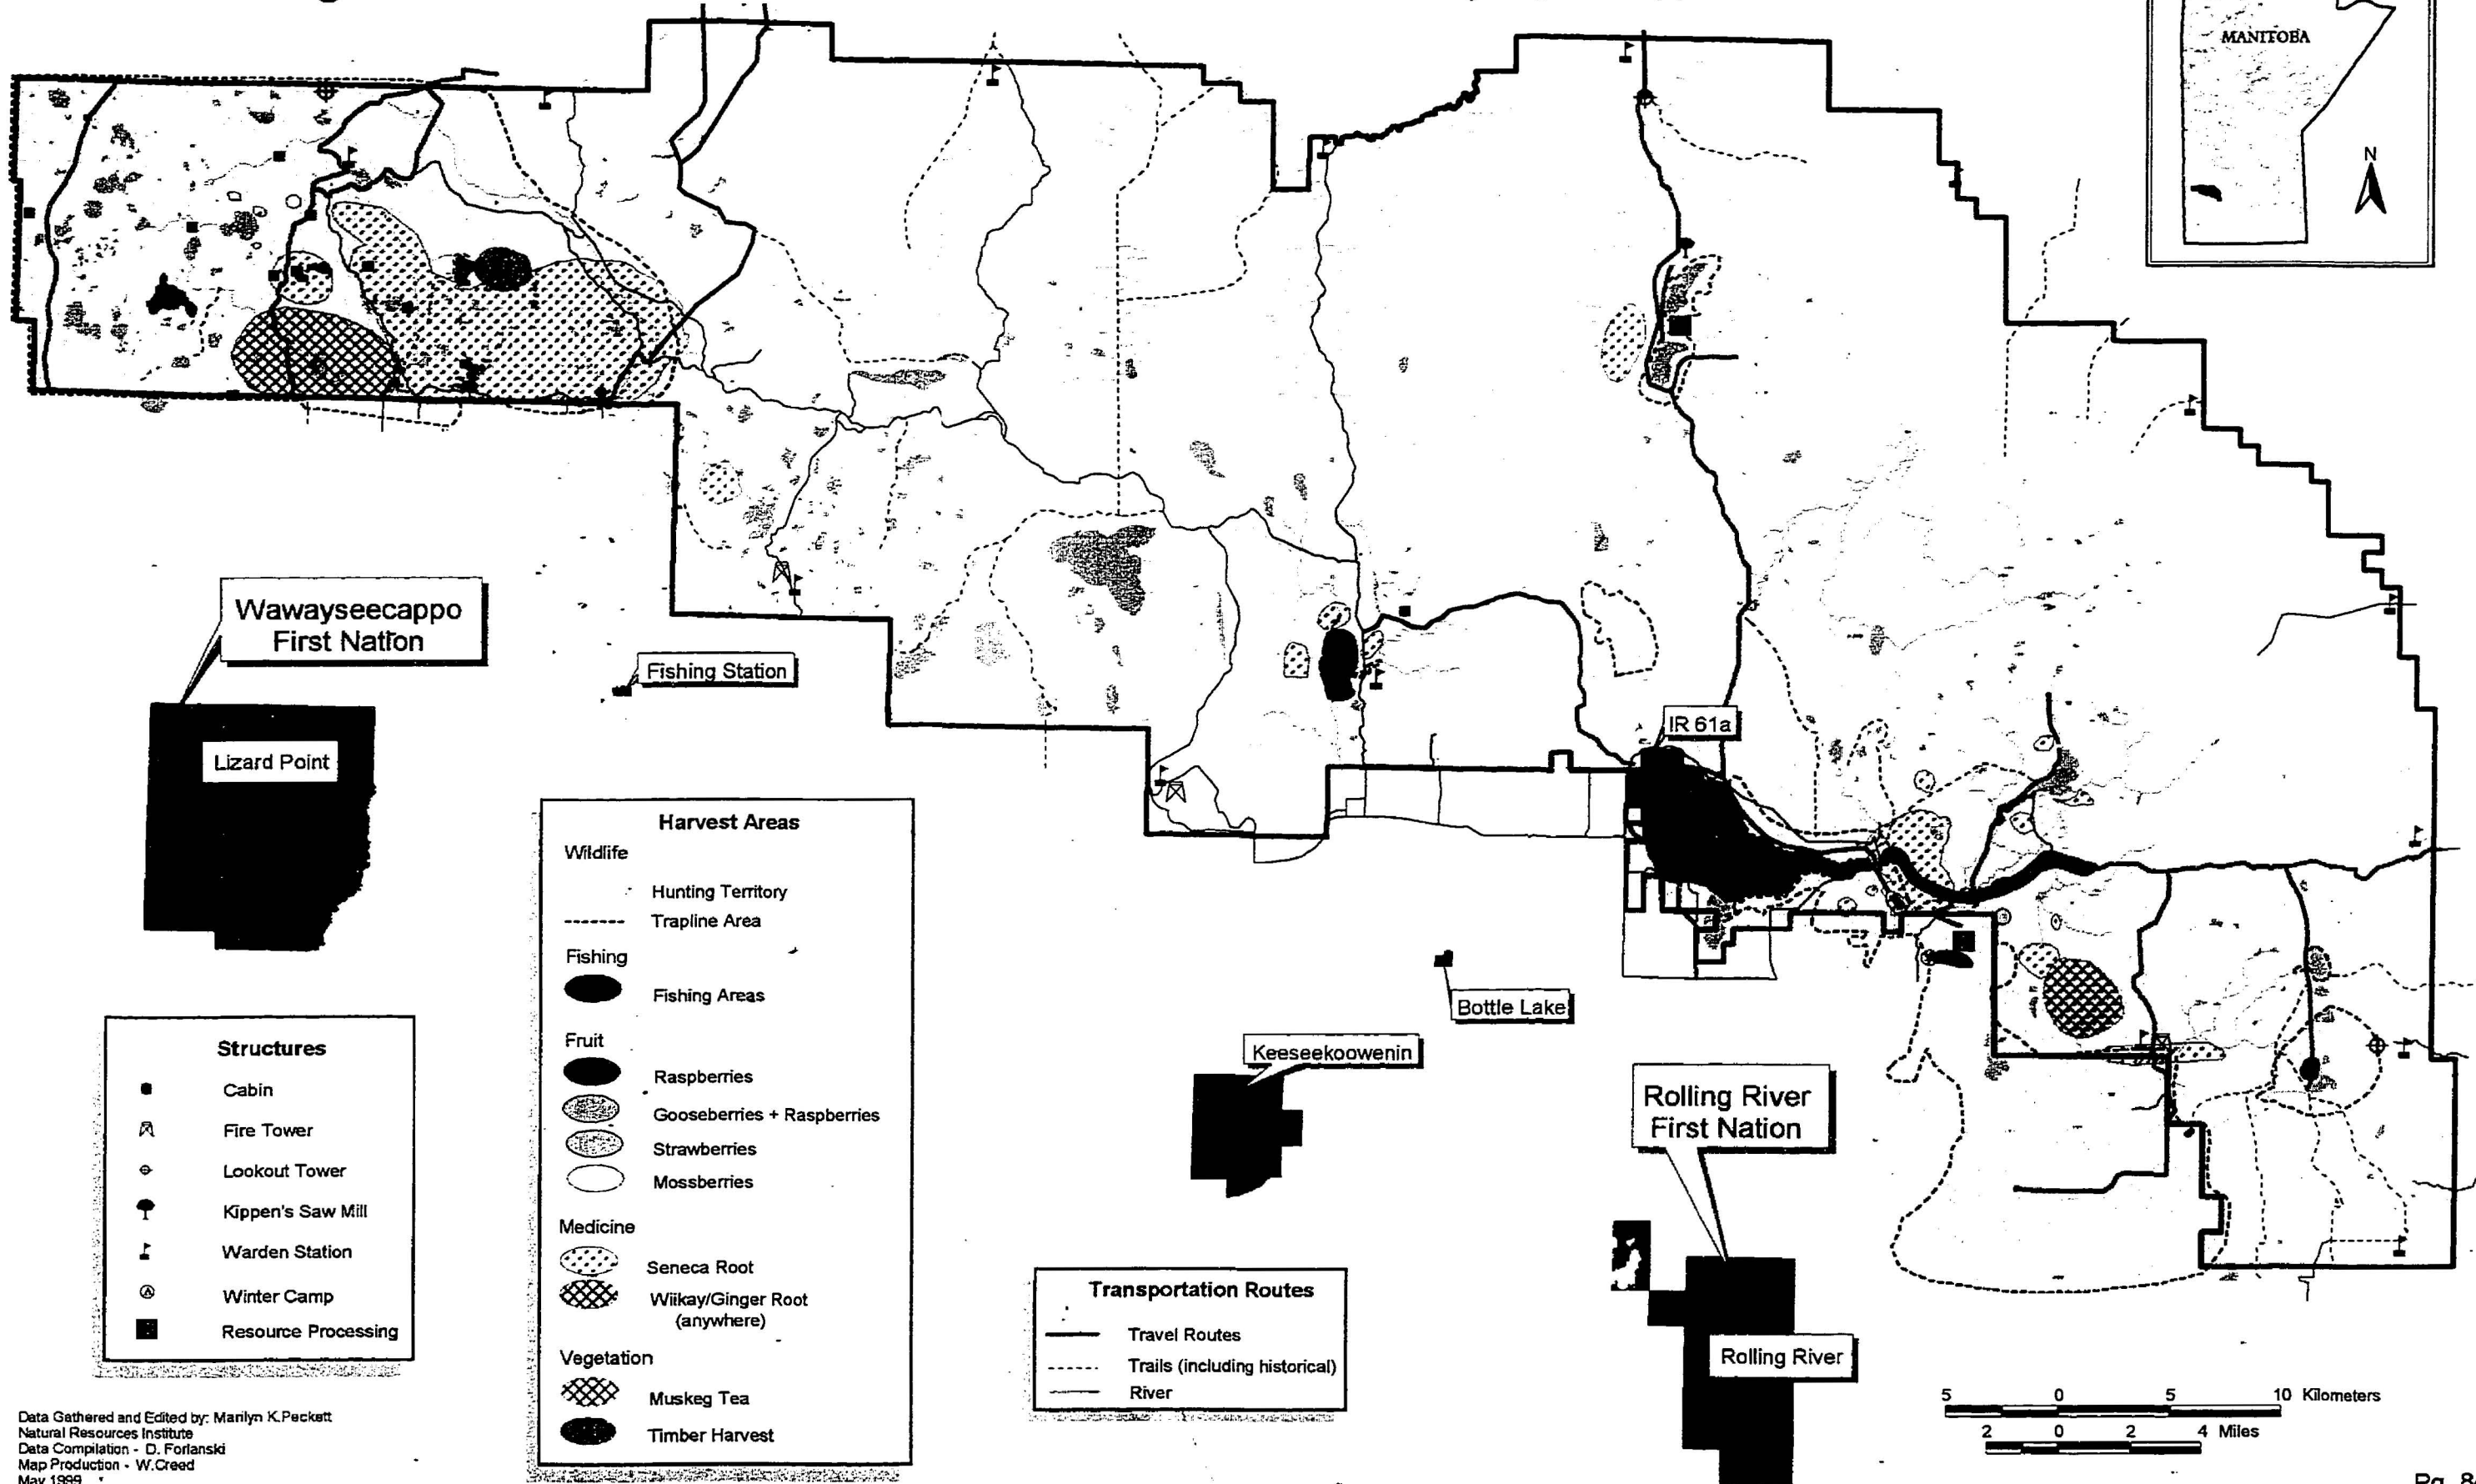 MANITOBA
N
Wawayseecappo
First Nation
Fishing Station
Lizard Point
IR 61a
Bottle Lake
Keeseekoowenin
Rolling River
First Nation
Rolling River
Harvest Areas
Wildlife
Hunting Territory
Trapline Area
Fishing
Fishing Areas
Fruit
Raspberries
Gooseberries + Raspberries
Strawberries
Mossberries
Medicine
Seneca Root
Wiikay/Ginger Root
(anywhere)
Vegetation
Muskeg Tea
Timber Harvest
Structures
Cabin
Fire Tower
Lookout Tower
Kippen's Saw Mill
Warden Station
Winter Camp
Resource Processing
Transportation Routes
Travel Routes
Trails (including historical)
River
5 0 5 10 Kilometers
2 0 2 4 Miles
Data Gathered and Edited by: Marilyn K.Peckett
Natural Resources Institute
Data Compilation - D. Forlanski
Map Production - W.Creed
May 1999